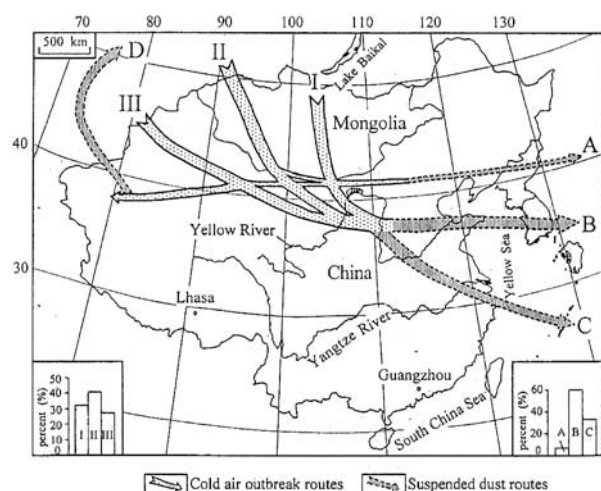 500 km
D
II
90
100
110
120
130
80
70
I
Lake Baikal
III
Mongolia
40
A
B
Yellow River
Yellow Sea
China
30
Lhasa
C
Yangtze River
Guangzhou
South China Sea
percent (%)
50
40
30
20
10
0
I
II
III
percent (%)
60
40
20
0
A
B
C
Cold air outbreak routes
Suspended dust routes